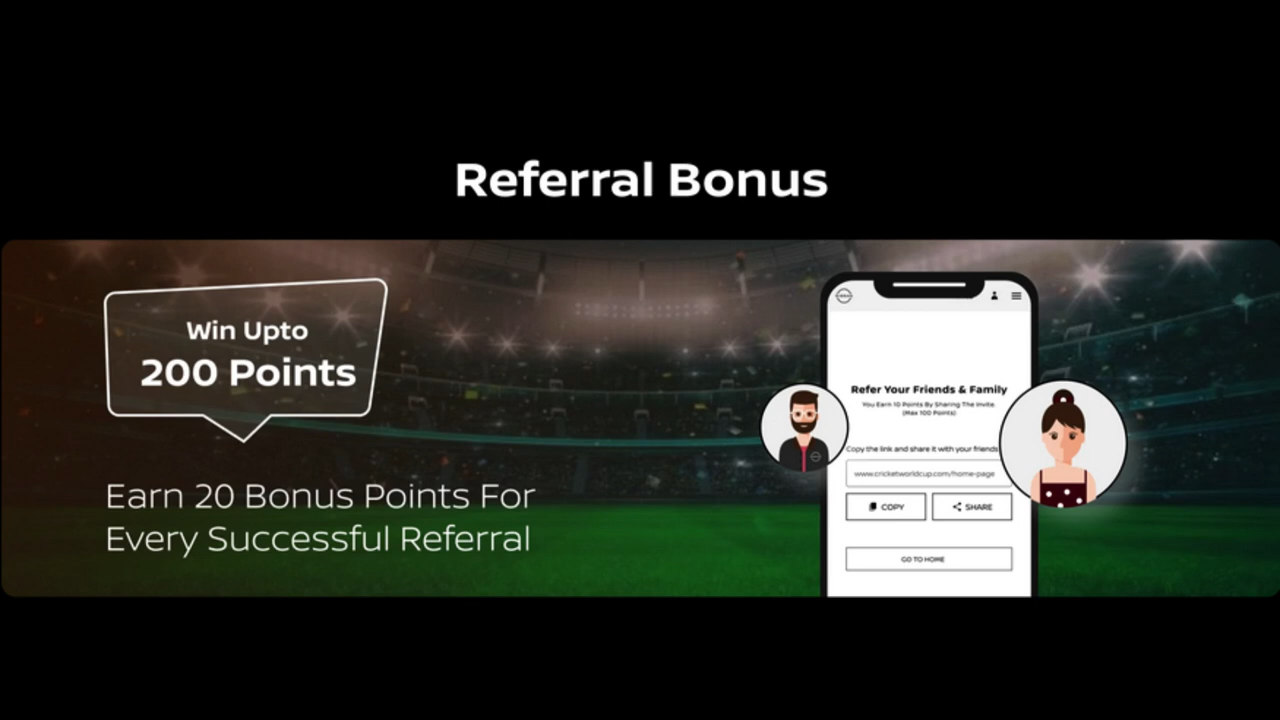 Referral Bonus
Win Upto
200 Points
Earn 20 Bonus Points For
Every Successful Referral
Refer Your Friends & Family
You Earn 10 Points By Sharing The Invite.
(Max 100 Points)
Copy the link and share it with your friends
www.cricketworldcup.com/home-page
COPY
SHARE
GO TO HOME